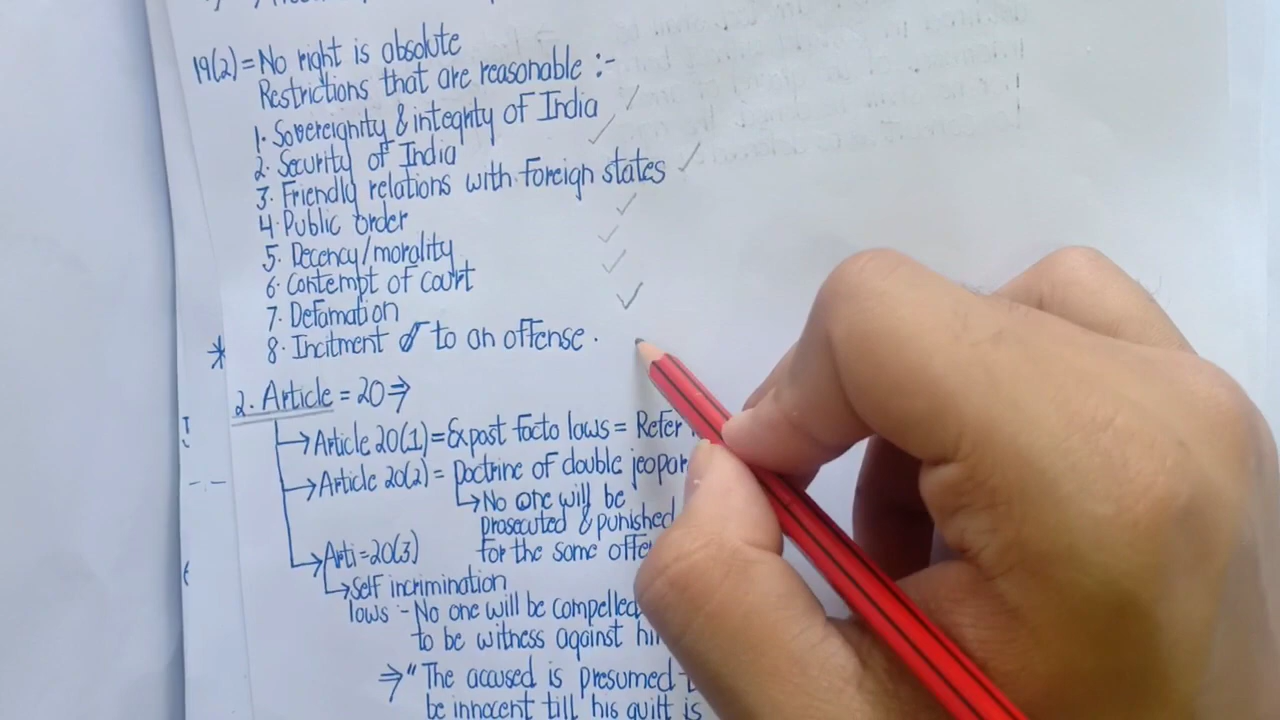 19(2) = No right is absolute
Restrictions that are reasonable :-
1. Sovereignity & integrity of India
2. Security of India
3. Friendly relations with foreign states
4. Public order
5. Decency/morality
6. Contempt of court
7. Defamation
8. Incitment to an offense.
2. Article = 20 ⇒
→ Article 20(1) = Expost facto laws = Refer
→ Article 20(2) = Doctrine of double jeopar
↳ No one will be
prosecuted & punished
for the same offe
→ Arti = 20(3)
↳ Self incrimination
laws :- No one will be compelled
to be witness against hi
⇒ "The accused is presumed
be innocent till his guilt is